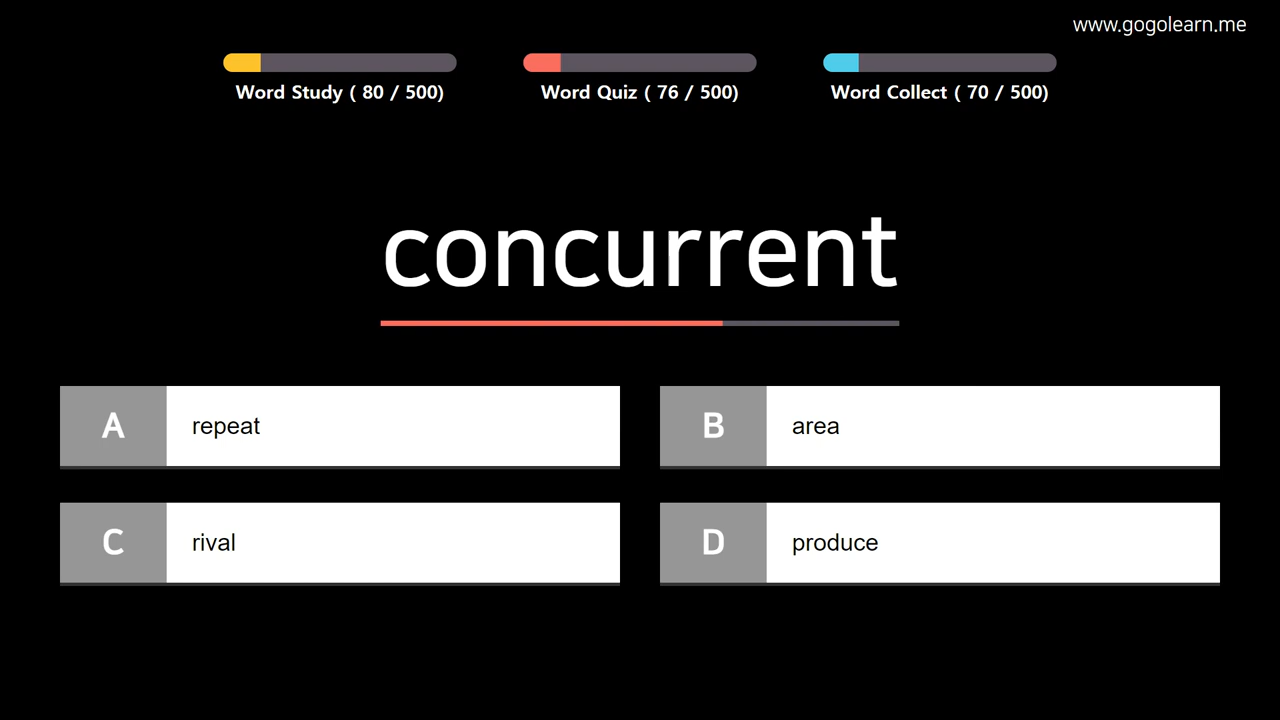 www.gogolearn.me
Word Study ( 80 / 500)
Word Quiz ( 76 / 500)
Word Collect ( 70 / 500)
concurrent
A repeat
B area
C rival
D produce